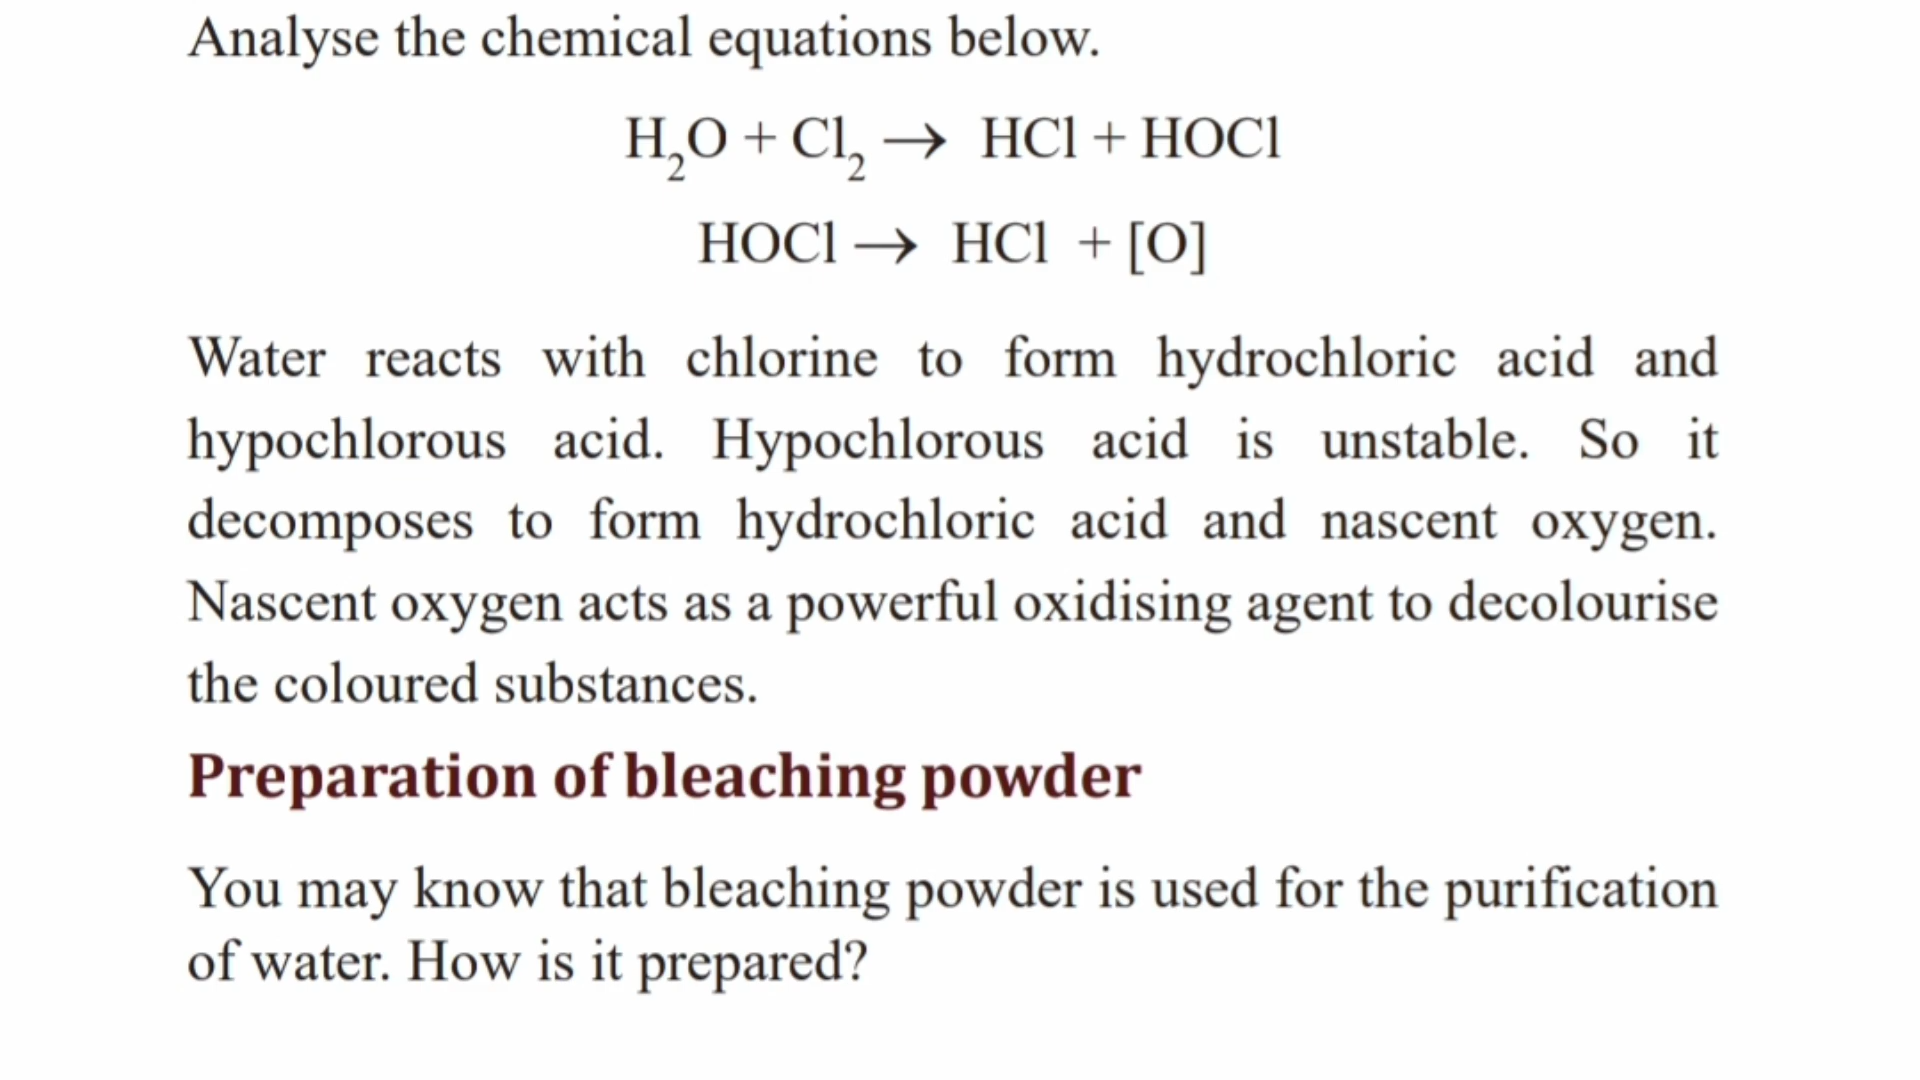 Analyse the chemical equations below.
H₂O + Cl₂ → HCl + HOCl
HOCl → HCl + [O]
Water reacts with chlorine to form hydrochloric acid and
hypochlorous acid. Hypochlorous acid is unstable. So it
decomposes to form hydrochloric acid and nascent oxygen.
Nascent oxygen acts as a powerful oxidising agent to decolourise
the coloured substances.
Preparation of bleaching powder
You may know that bleaching powder is used for the purification
of water. How is it prepared?